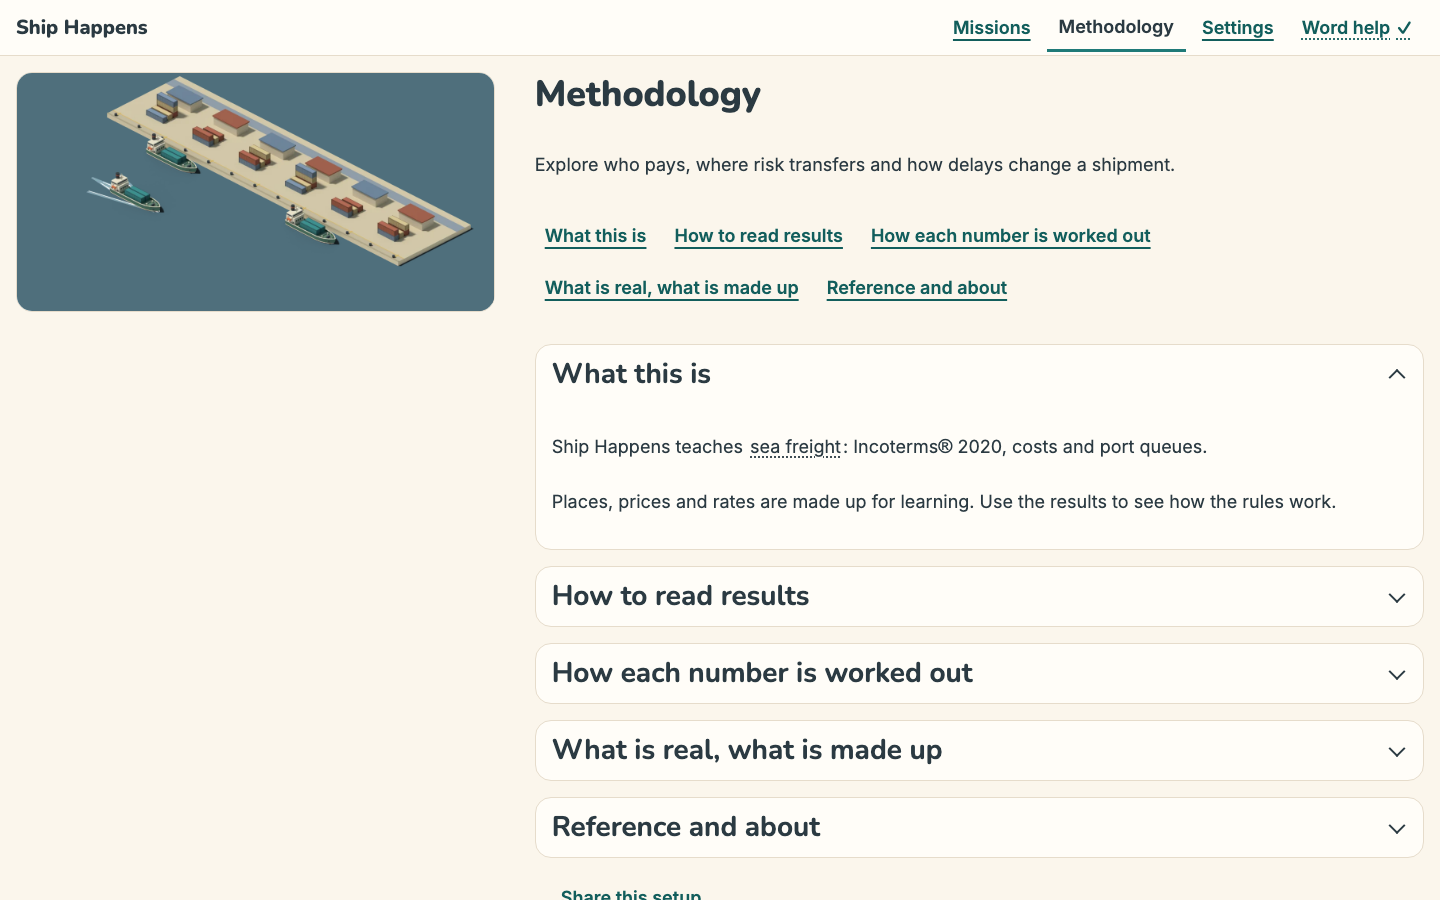 Ship Happens
Missions
Methodology
Settings
Word help
Methodology
Explore who pays, where risk transfers and how delays change a shipment.
What this is
How to read results
How each number is worked out
What is real, what is made up
Reference and about
What this is
Ship Happens teaches sea freight: Incoterms® 2020, costs and port queues.
Places, prices and rates are made up for learning. Use the results to see how the rules work.
How to read results
How each number is worked out
What is real, what is made up
Reference and about
Share this setup